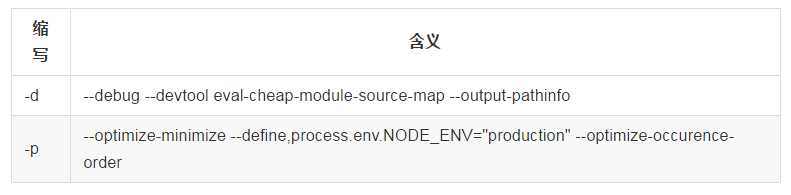 缩
写
含义
-d
--debug --devtool eval-cheap-module-source-map --output-pathinfo
-p
--optimize-minimize --define,process.env.NODE_ENV="production" --optimize-occurence-
order